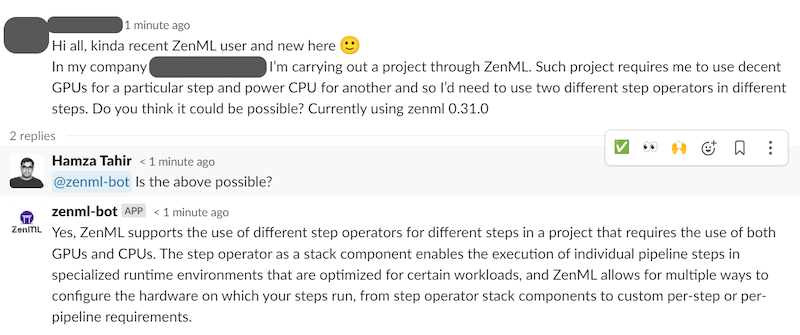 1 minute ago
Hi all, kinda recent ZenML user and new here 🙂
In my company I'm carrying out a project through ZenML. Such project requires me to use decent
GPUs for a particular step and power CPU for another and so I'd need to use two different step operators in different
steps. Do you think it could be possible? Currently using zenml 0.31.0
2 replies
Hamza Tahir < 1 minute ago
@zenml-bot Is the above possible?
ZenML
zenml-bot APP < 1 minute ago
Yes, ZenML supports the use of different step operators for different steps in a project that requires the use of both
GPUs and CPUs. The step operator as a stack component enables the execution of individual pipeline steps in
specialized runtime environments that are optimized for certain workloads, and ZenML allows for multiple ways to
configure the hardware on which your steps run, from step operator stack components to custom per-step or per-
pipeline requirements.